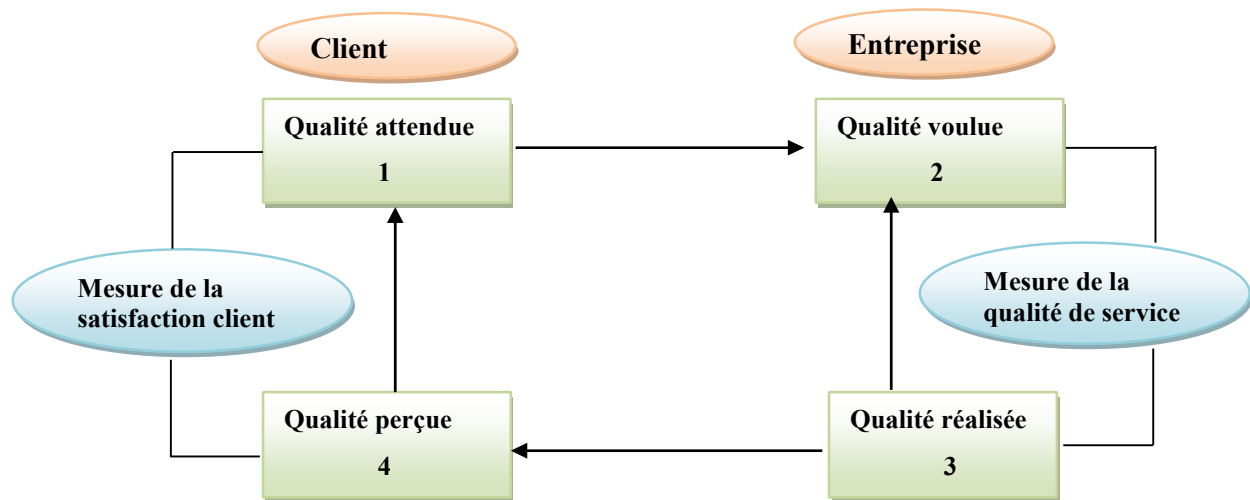 Client
Entreprise
Qualité attendue
1
Qualité voulue
2
Mesure de la
satisfaction client
Mesure de la
qualité de service
Qualité perçue
4
Qualité réalisée
3